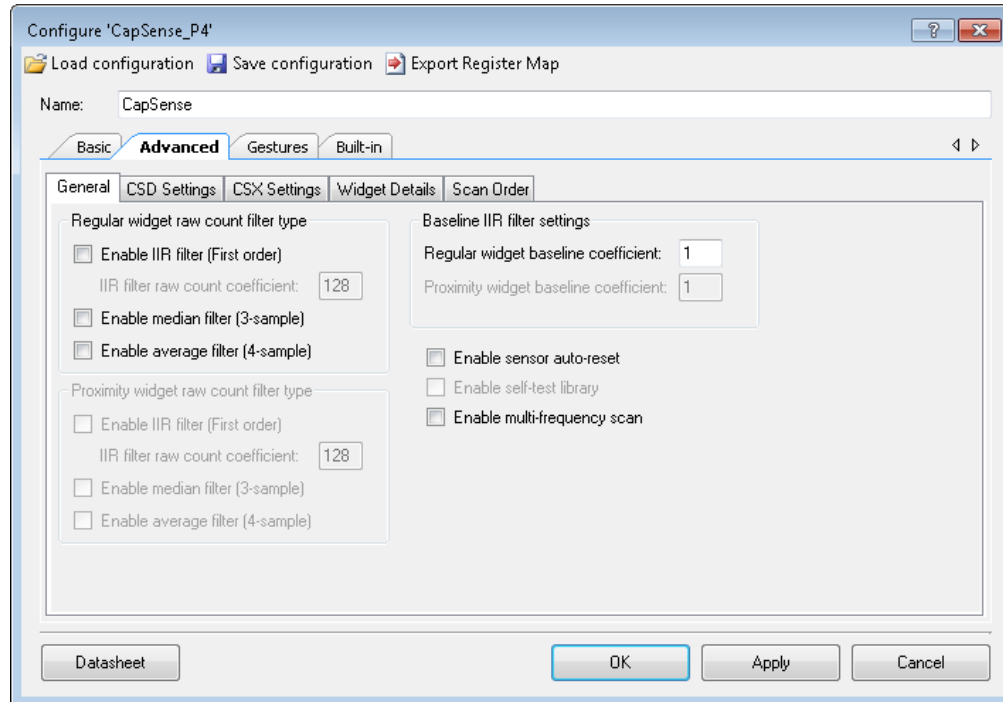 Configure 'CapSense_P4'
Load configuration Save configuration Export Register Map
Name: CapSense
Basic Advanced Gestures Built-in
General CSD Settings CSX Settings Widget Details Scan Order
Regular widget raw count filter type
Enable IIR filter (First order)
IIR filter raw count coefficient: 128
Enable median filter (3-sample)
Enable average filter (4-sample)
Proximity widget raw count filter type
Enable IIR filter (First order)
IIR filter raw count coefficient: 128
Enable median filter (3-sample)
Enable average filter (4-sample)
Baseline IIR filter settings
Regular widget baseline coefficient: 1
Proximity widget baseline coefficient: 1
Enable sensor auto-reset
Enable self-test library
Enable multi-frequency scan
Datasheet OK Apply Cancel